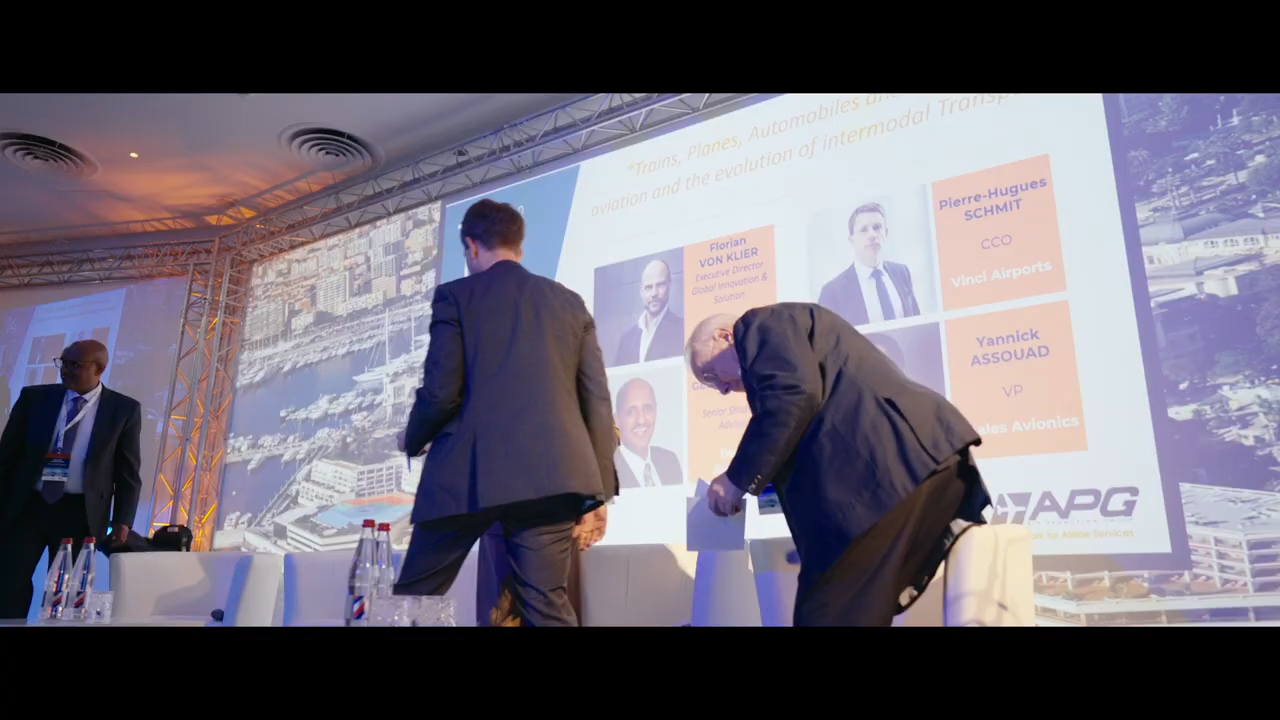 "Trains, Planes, Automobiles
aviation and the evolution of intermodal
Florian
VON KLIER
Executive Director
Global Innovation &
Solution
Pierre-Hugues
SCHMIT
CCO
Vinci Airports
Senior
Yannick
ASSOUAD
VP
Avionics
APG